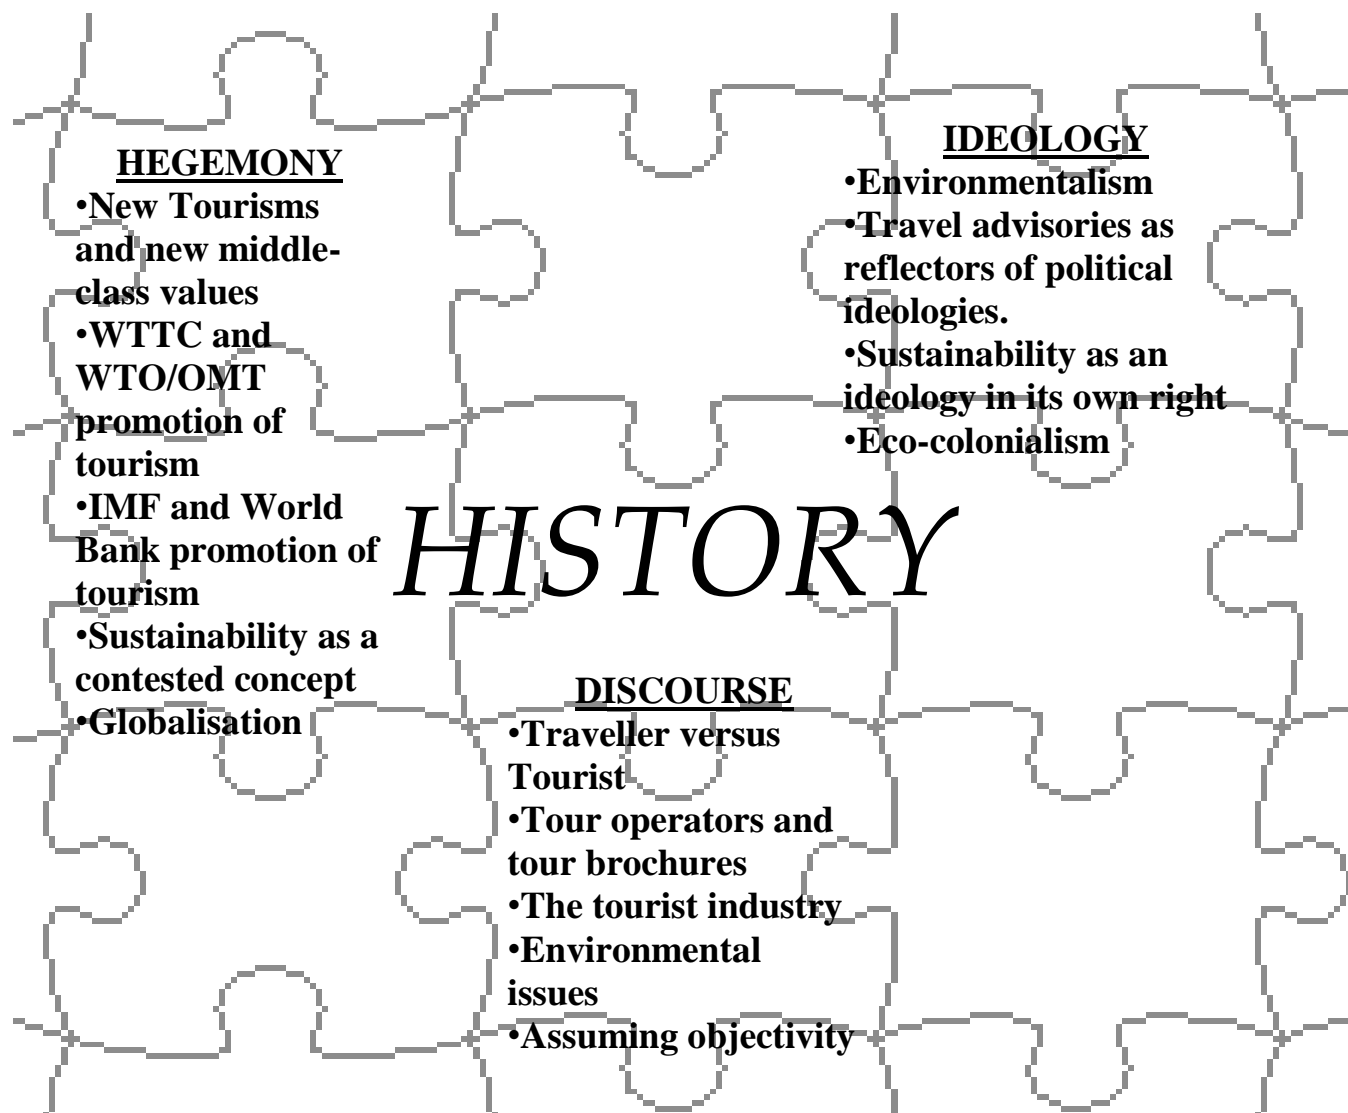 HEGEMONY
•New Tourisms
and new middle-
class values
•WTTC and
WTO/OMT
promotion of
tourism
•IMF and World
Bank promotion of
tourism
•Sustainability as a
contested concept
•Globalisation
IDEOLOGY
•Environmentalism
•Travel advisories as
reflectors of political
ideologies.
•Sustainability as an
ideology in its own right
•Eco-colonialism
HISTORY
DISCOURSE
•Traveller versus
Tourist
•Tour operators and
tour brochures
•The tourist industry
•Environmental
issues
•Assuming objectivity